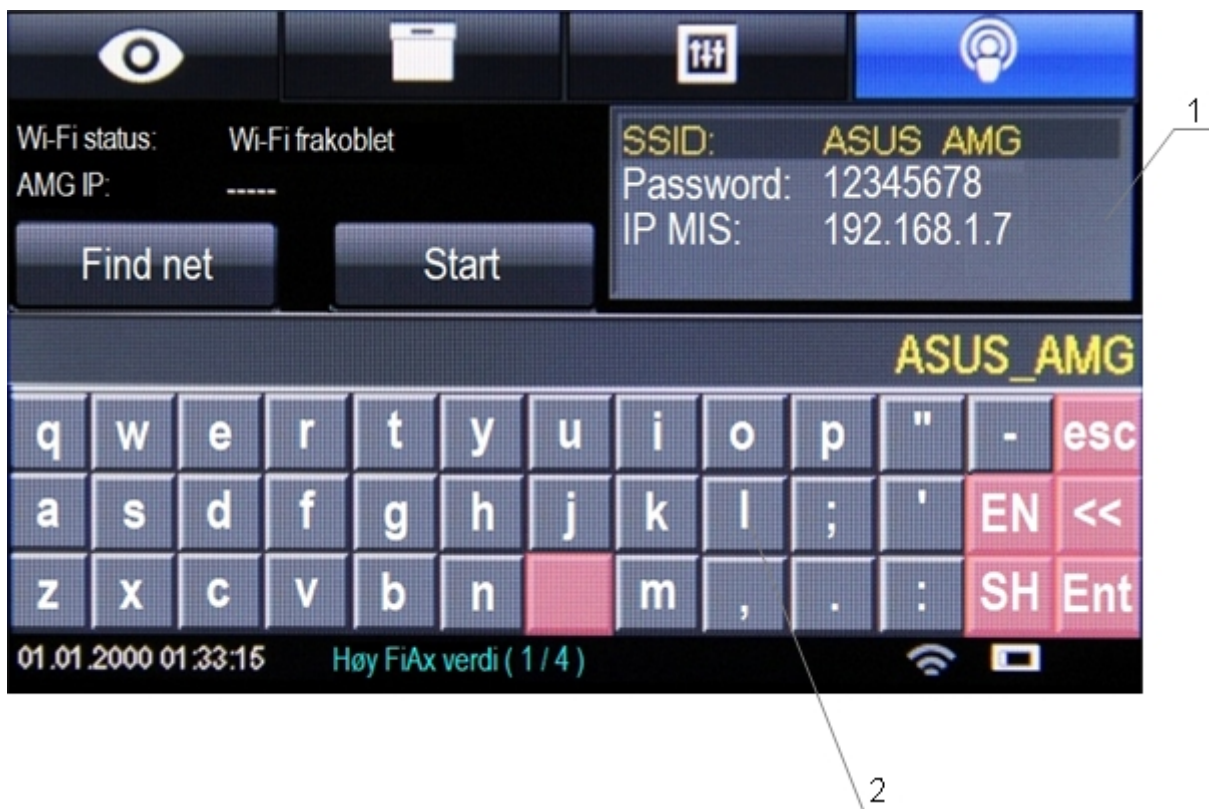 Wi-Fi status: Wi-Fi frakoblet
AMG IP: -----
Find net Start
SSID: ASUS AMG
Password: 12345678
IP MIS: 192.168.1.7
1
ASUS_AMG
q w e r t y u i o p " - esc
a s d f g h j k l ; ' EN <<
z x c v b n m , . : SH Ent
01.01.2000 01:33:15 Høy FiAx verdi ( 1 / 4 )
2